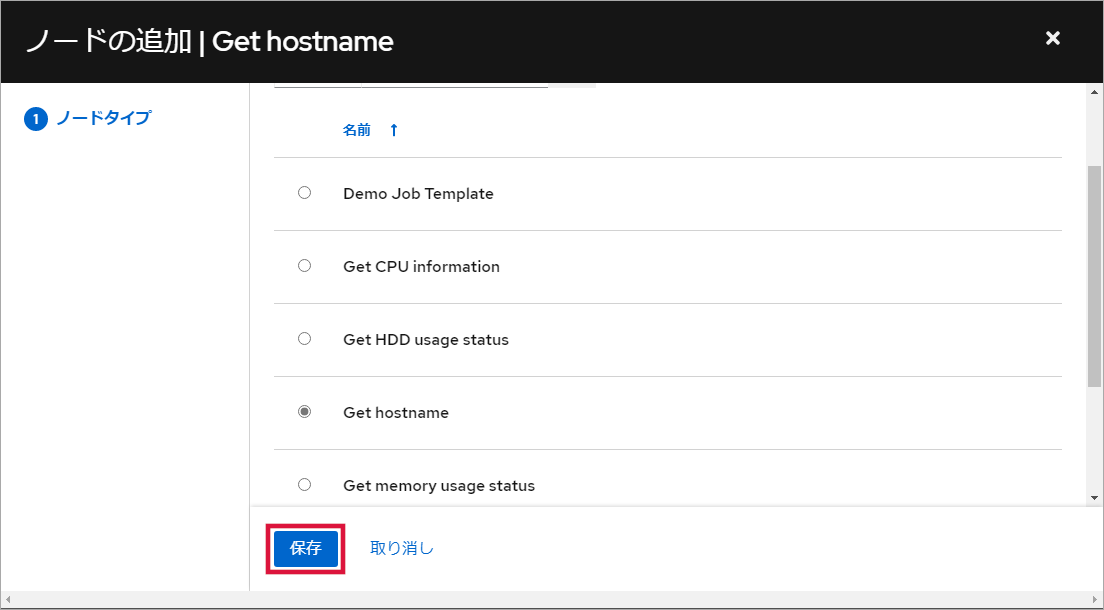 ノードの追加 | Get hostname
1 ノードタイプ
名前
Demo Job Template
Get CPU information
Get HDD usage status
Get hostname
Get memory usage status
保存 取り消し